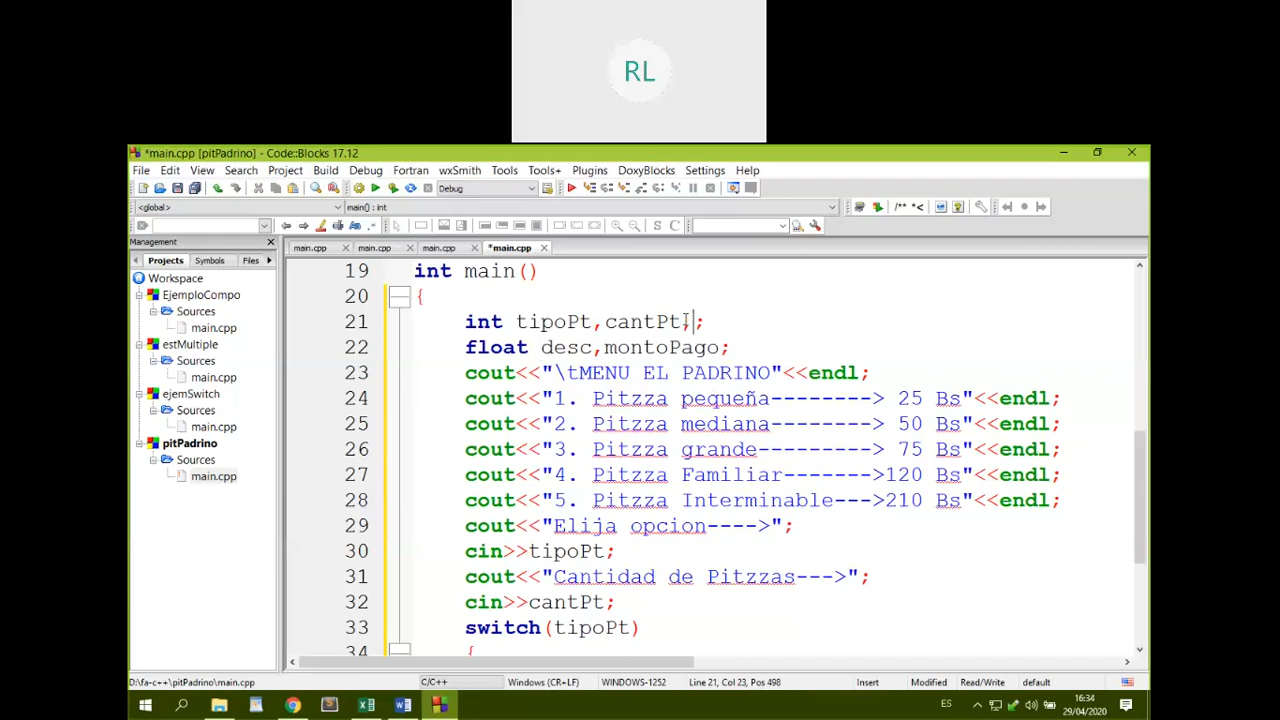 RL
*main.cpp [pitPadrino] - Code::Blocks 17.12
File Edit View Search Project Build Debug Fortran wxSmith Tools Tools+ Plugins DoxyBlocks Settings Help
Debug
<global> main() : int
/** *<
Management
main.cpp main.cpp main.cpp *main.cpp
Projects Symbols Files
Workspace
EjemploCompo
Sources
main.cpp
estMultiple
Sources
main.cpp
ejemSwitch
Sources
main.cpp
pitPadrino
Sources
main.cpp
19 int main()
20 {
21 int tipoPt,cantPt,;
22 float desc,montoPago;
23 cout<<"\tMENU EL PADRINO"<<endl;
24 cout<<"1. Pitzza pequeña--------> 25 Bs"<<endl;
25 cout<<"2. Pitzza mediana--------> 50 Bs"<<endl;
26 cout<<"3. Pitzza grande---------> 75 Bs"<<endl;
27 cout<<"4. Pitzza Familiar------->120 Bs"<<endl;
28 cout<<"5. Pitzza Interminable--->210 Bs"<<endl;
29 cout<<"Elija opcion---->";
30 cin>>tipoPt;
31 cout<<"Cantidad de Pitzzas--->";
32 cin>>cantPt;
33 switch(tipoPt)
34 {
D:\fa-c++\pitPadrino\main.cpp C/C++ Windows (CR+LF) WINDOWS-1252 Line 21, Col 23, Pos 498 Insert Modified Read/Write default
ES 16:34
29/04/2020